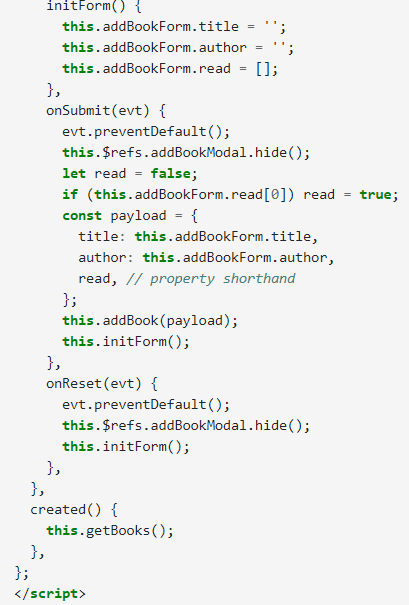 initForm() {
      this.addBookForm.title = '';
      this.addBookForm.author = '';
      this.addBookForm.read = [];
    },
    onSubmit(evt) {
      evt.preventDefault();
      this.$refs.addBookModal.hide();
      let read = false;
      if (this.addBookForm.read[0]) read = true;
      const payload = {
        title: this.addBookForm.title,
        author: this.addBookForm.author,
        read, // property shorthand
      };
      this.addBook(payload);
      this.initForm();
    },
    onReset(evt) {
      evt.preventDefault();
      this.$refs.addBookModal.hide();
      this.initForm();
    },
  },
  created() {
    this.getBooks();
  },
};
</script>